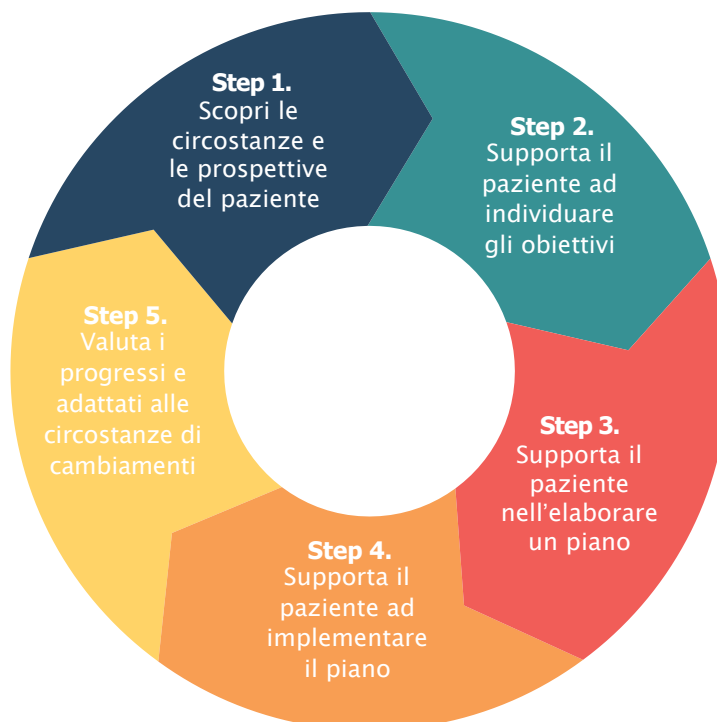 Step 1.
Scopri le
circostanze e
le prospettive
del paziente
Step 2.
Supporta il
paziente ad
individuare
gli obiettivi
Step 3.
Supporta il
paziente
nell'elaborare
un piano
Step 4.
Supporta il
paziente ad
implementare
il piano
Step 5.
Valuta i
progressi e
adattati alle
circostanze di
cambiamenti